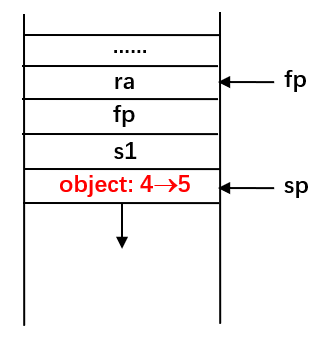 ......
ra
fp
fp
s1
object: 4→5
sp